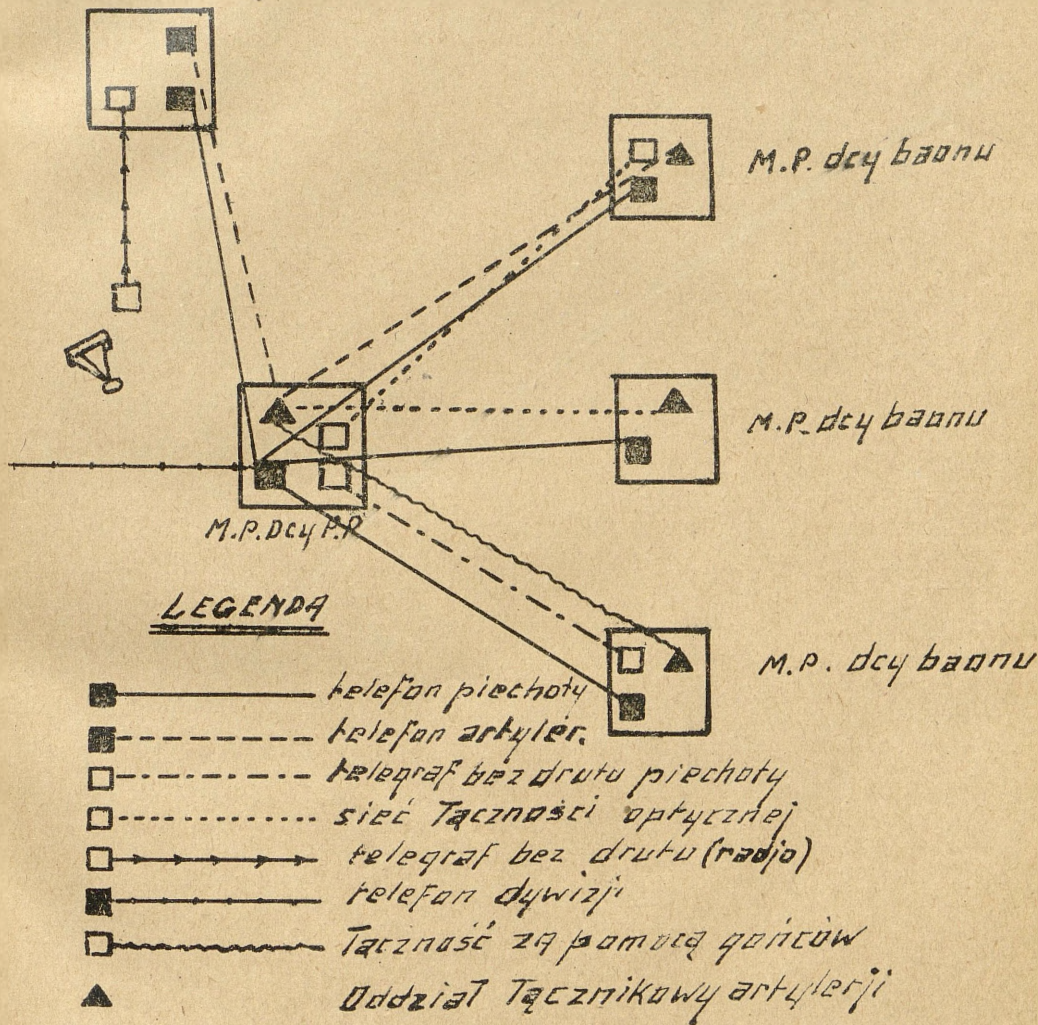 M.P. dcy baonu
M.P. dcy baonu
M.P. Dcy P.P
LEGENDA
M.P. dcy baonu
telefon piechoty
telefon artyler.
telegraf bez drutu piechoty
sieć Łączności optycznej
telegraf bez drutu (radjo)
telefon dywizji
Łączność za pomocą gońców
Oddział Łącznikowy artylerji